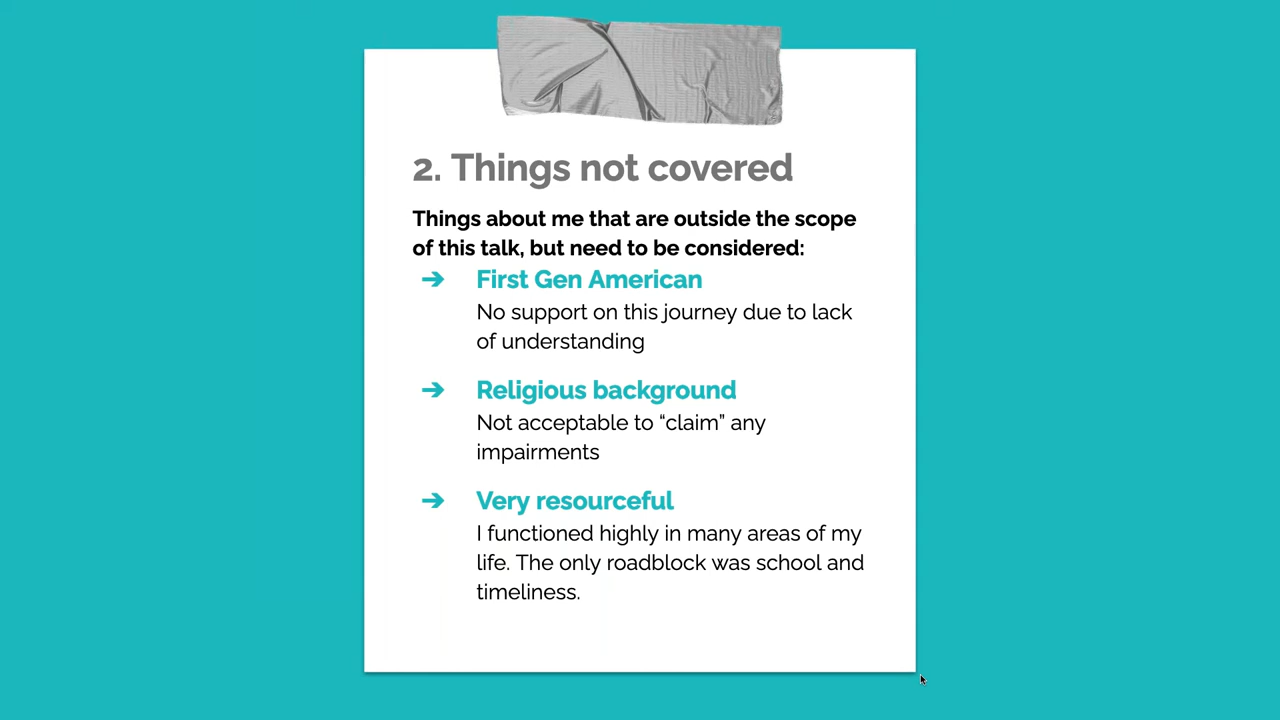 2. Things not covered
Things about me that are outside the scope
of this talk, but need to be considered:
➔ First Gen American
No support on this journey due to lack
of understanding
➔ Religious background
Not acceptable to “claim” any
impairments
➔ Very resourceful
I functioned highly in many areas of my
life. The only roadblock was school and
timeliness.